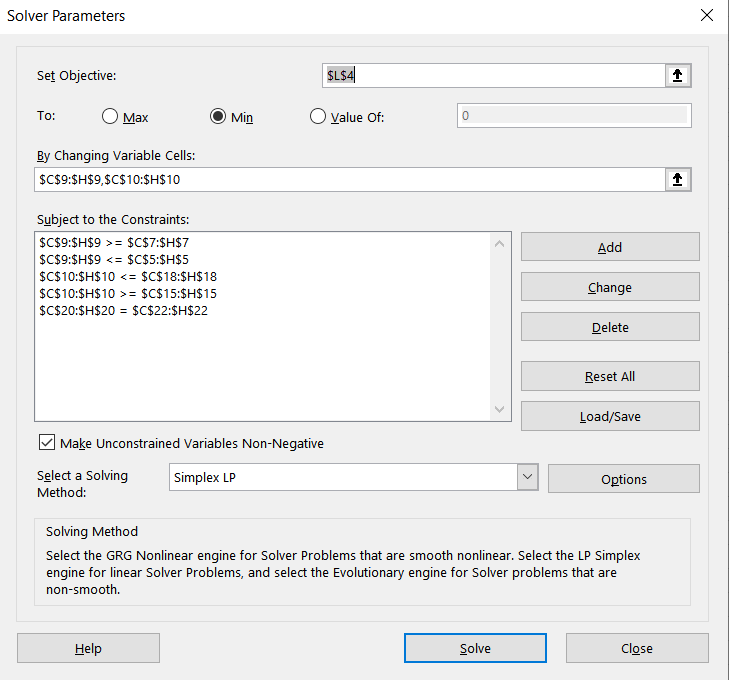 Solver Parameters
Set Objective: $L$4
To: Max Min Value Of: 0
By Changing Variable Cells:
$C$9:$H$9,$C$10:$H$10
Subject to the Constraints:
$C$9:$H$9 >= $C$7:$H$7
$C$9:$H$9 <= $C$5:$H$5
$C$10:$H$10 <= $C$18:$H$18
$C$10:$H$10 >= $C$15:$H$15
$C$20:$H$20 = $C$22:$H$22
Add
Change
Delete
Reset All
Load/Save
Make Unconstrained Variables Non-Negative
Select a Solving
Method:
Simplex LP
Options
Solving Method
Select the GRG Nonlinear engine for Solver Problems that are smooth nonlinear. Select the LP Simplex
engine for linear Solver Problems, and select the Evolutionary engine for Solver problems that are
non-smooth.
Help Solve Close